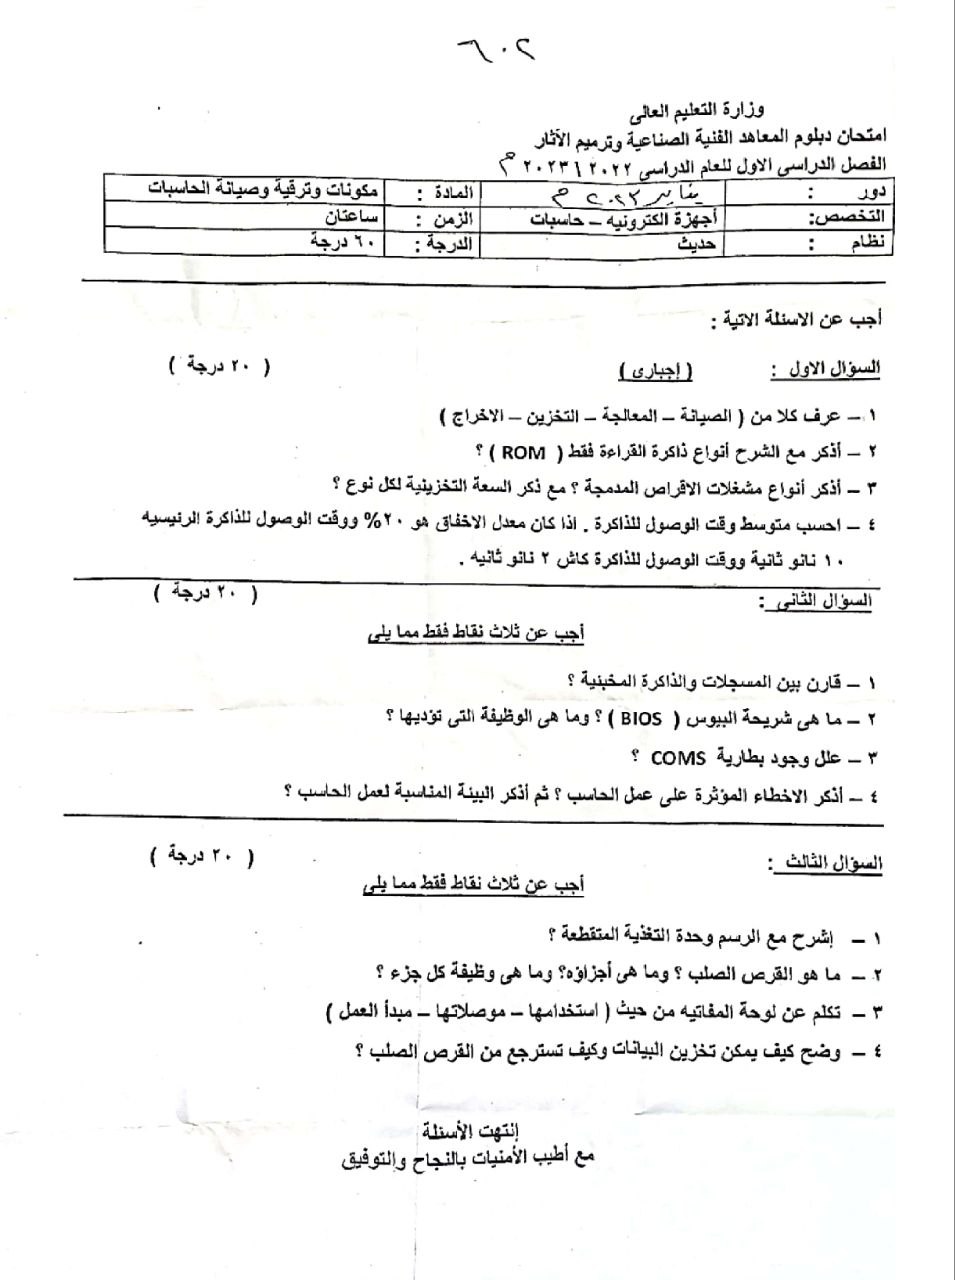 ٦٠٢
وزارة التعليم العالى
امتحان دبلوم المعاهد الفنية الصناعية وترميم الآثار
الفصل الدراسى الاول للعام الدراسى ٢٠٢٢ \ ٢٠٢٣ م
دور : يناير ٢٠٢٣ م المادة : مكونات وترقية وصيانة الحاسبات
التخصص: أجهزة الكترونيه – حاسبات الزمن : ساعتان
نظام : حديث الدرجة : ٦٠ درجة
أجب عن الاسئلة الاتية :
السؤال الاول : ( إجبارى ) ( ٢٠ درجة )
١ – عرف كلا من ( الصيانة – المعالجة – التخزين – الاخراج )
٢ – أذكر مع الشرح أنواع ذاكرة القراءة فقط ( ROM ) ؟
٣ – أذكر أنواع مشغلات الاقراص المدمجة ؟ مع ذكر السعة التخزينية لكل نوع ؟
٤ – احسب متوسط وقت الوصول للذاكرة . اذا كان معدل الاخفاق هو ٢٠% ووقت الوصول للذاكرة الرئيسيه
١٠ نانو ثانية ووقت الوصول للذاكرة كاش ٢ نانو ثانيه .
السؤال الثانى : ( ٢٠ درجة )
أجب عن ثلاث نقاط فقط مما يلى
١ – قارن بين المسجلات والذاكرة المخبنية ؟
٢ – ما هى شريحة البيوس ( BIOS ) ؟ وما هى الوظيفة التى تؤديها ؟
٣ – علل وجود بطارية COMS ؟
٤ – أذكر الاخطاء المؤثرة على عمل الحاسب ؟ ثم أذكر البيئة المناسبة لعمل الحاسب ؟
السؤال الثالث : ( ٢٠ درجة )
أجب عن ثلاث نقاط فقط مما يلى
١ – إشرح مع الرسم وحدة التغذية المتقطعة ؟
٢ – ما هو القرص الصلب ؟ وما هى أجزاؤه؟ وما هى وظيفة كل جزء ؟
٣ – تكلم عن لوحة المفاتيه من حيث ( استخدامها – موصلاتها – مبدأ العمل )
٤ – وضح كيف يمكن تخزين البيانات وكيف تسترجع من القرص الصلب ؟
إنتهت الأسئلة
مع أطيب الأمنيات بالنجاح والتوفيق